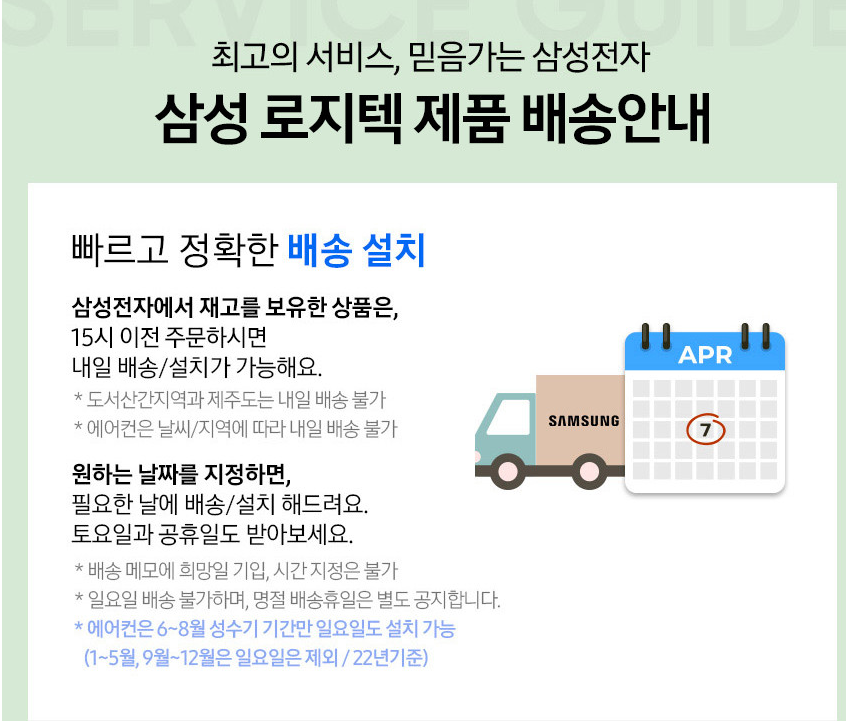 SERVICE GUIDE
최고의 서비스, 믿음가는 삼성전자
삼성 로지텍 제품 배송안내
빠르고 정확한 배송 설치
삼성전자에서 재고를 보유한 상품은,
15시 이전 주문하시면
내일 배송/설치가 가능해요.
* 도서산간지역과 제주도는 내일 배송 불가
* 에어컨은 날씨/지역에 따라 내일 배송 불가
APR
SAMSUNG
7
원하는 날짜를 지정하면,
필요한 날에 배송/설치 해드려요.
토요일과 공휴일도 받아보세요.
* 배송 메모에 희망일 기입, 시간 지정은 불가
* 일요일 배송 불가하며, 명절 배송휴일은 별도 공지합니다.
* 에어컨은 6~8월 성수기 기간만 일요일도 설치 가능
(1~5월, 9월~12월은 일요일은 제외 / 22년기준)